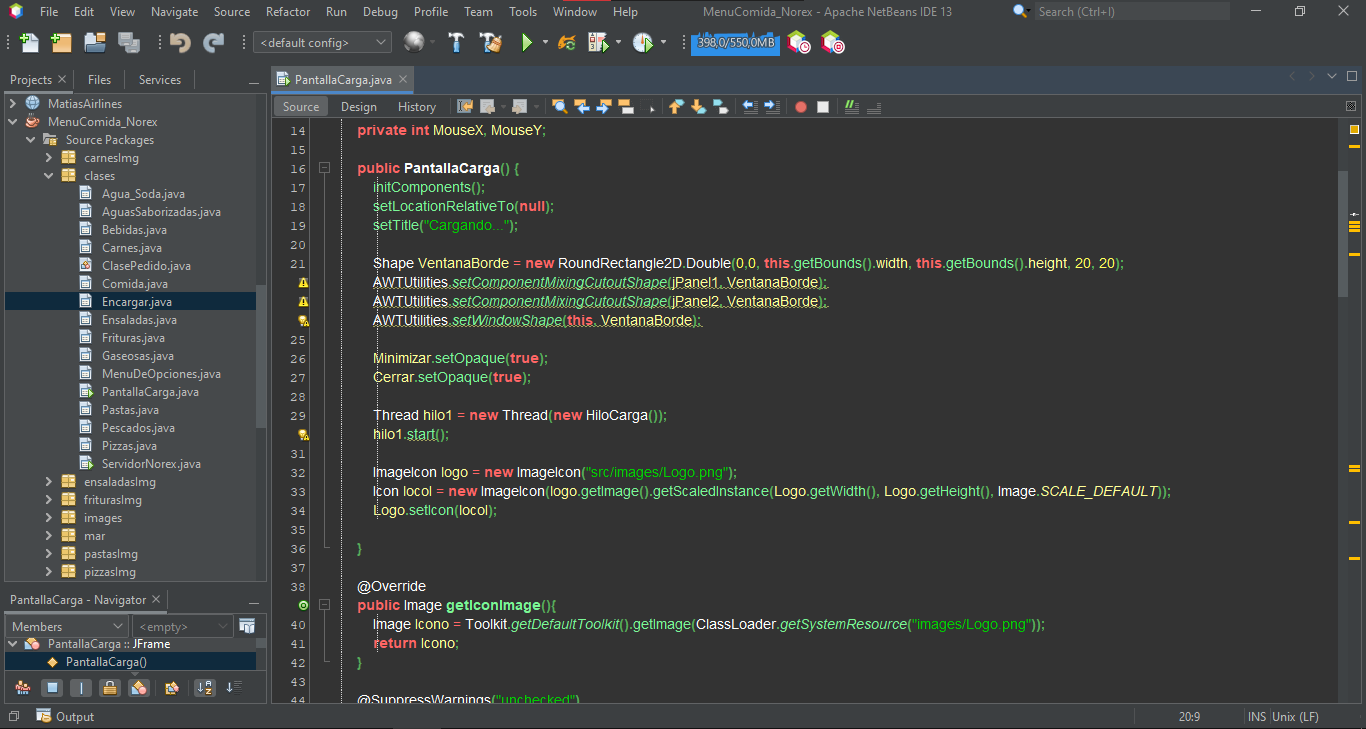 File Edit View Navigate Source Refactor Run Debug Profile Team Tools Window Help MenuComida_Norex - Apache NetBeans IDE 13 Search (Ctrl+I)
<default config> 398,0/550,0MB
Projects Files Services
PantallaCarga.java
MatiasAirlines
MenuComida_Norex
Source Packages
carnesImg
clases
Agua_Soda.java
AguasSaborizadas.java
Bebidas.java
Carnes.java
ClasePedido.java
Comida.java
Encargar.java
Ensaladas.java
Frituras.java
Gaseosas.java
MenuDeOpciones.java
PantallaCarga.java
Pastas.java
Pescados.java
Pizzas.java
ServidorNorex.java
ensaladasImg
friturasImg
images
mar
pastasImg
pizzasImg
PantallaCarga - Navigator
Members <empty>
PantallaCarga :: JFrame
PantallaCarga()
Source Design History
14 private int MouseX, MouseY;
15
16 public PantallaCarga() {
17 initComponents();
18 setLocationRelativeTo(null);
19 setTitle("Cargando...");
20
21 Shape VentanaBorde = new RoundRectangle2D.Double(0,0, this.getBounds().width, this.getBounds().height, 20, 20);
AWTUtilities.setComponentMixingCutoutShape(jPanel1, VentanaBorde);
AWTUtilities.setComponentMixingCutoutShape(jPanel2, VentanaBorde);
AWTUtilities.setWindowShape(this, VentanaBorde);
25
26 Minimizar.setOpaque(true);
27 Cerrar.setOpaque(true);
28
29 Thread hilo1 = new Thread(new HiloCarga());
hilo1.start();
31
32 ImageIcon logo = new ImageIcon("src/images/Logo.png");
33 Icon locol = new ImageIcon(logo.getImage().getScaledInstance(Logo.getWidth(), Logo.getHeight(), Image.SCALE_DEFAULT));
34 Logo.setIcon(locol);
35
36 }
37
38 @Override
public Image getIconImage(){
40 Image Icono = Toolkit.getDefaultToolkit().getImage(ClassLoader.getSystemResource("images/Logo.png"));
41 return Icono;
42 }
43
44 @SuppressWarnings("unchecked")
Output
20:9 INS Unix (LF)